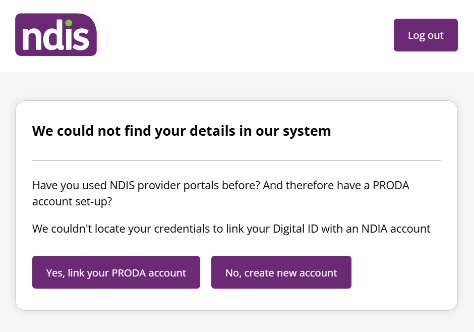 ndis
Log out
We could not find your details in our system
Have you used NDIS provider portals before? And therefore have a PRODA
account set-up?
We couldn't locate your credentials to link your Digital ID with an NDIA account
Yes, link your PRODA account
No, create new account